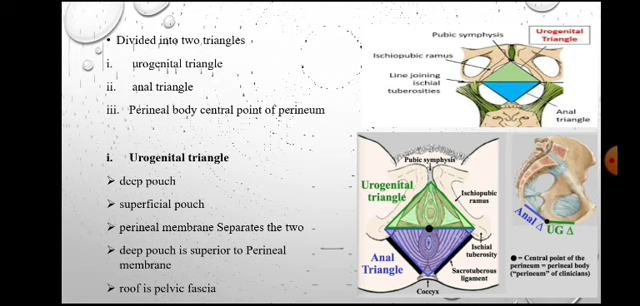 • Divided into two triangles
i. urogenital triangle
ii. anal triangle
iii. Perineal body central point of perineum
i. Urogenital triangle
➢ deep pouch
➢ superficial pouch
➢ perineal membrane Separates the two
➢ deep pouch is superior to Perineal
membrane
➢ roof is pelvic fascia
Pubic symphysis
Urogenital
Triangle
Ischiopubic ramus
Line joining
ischial
tuberosities
Anal
triangle
Pubic symphysis
Urogenital
triangle
Ischiopubic
ramus
Ischial
tuberosity
Anal
Triangle
Sacrotuberous
ligament
Coccyx
Anal Δ
UG Δ
● = Central point of the
perineum = perineal body
("perineum" of clinicians)